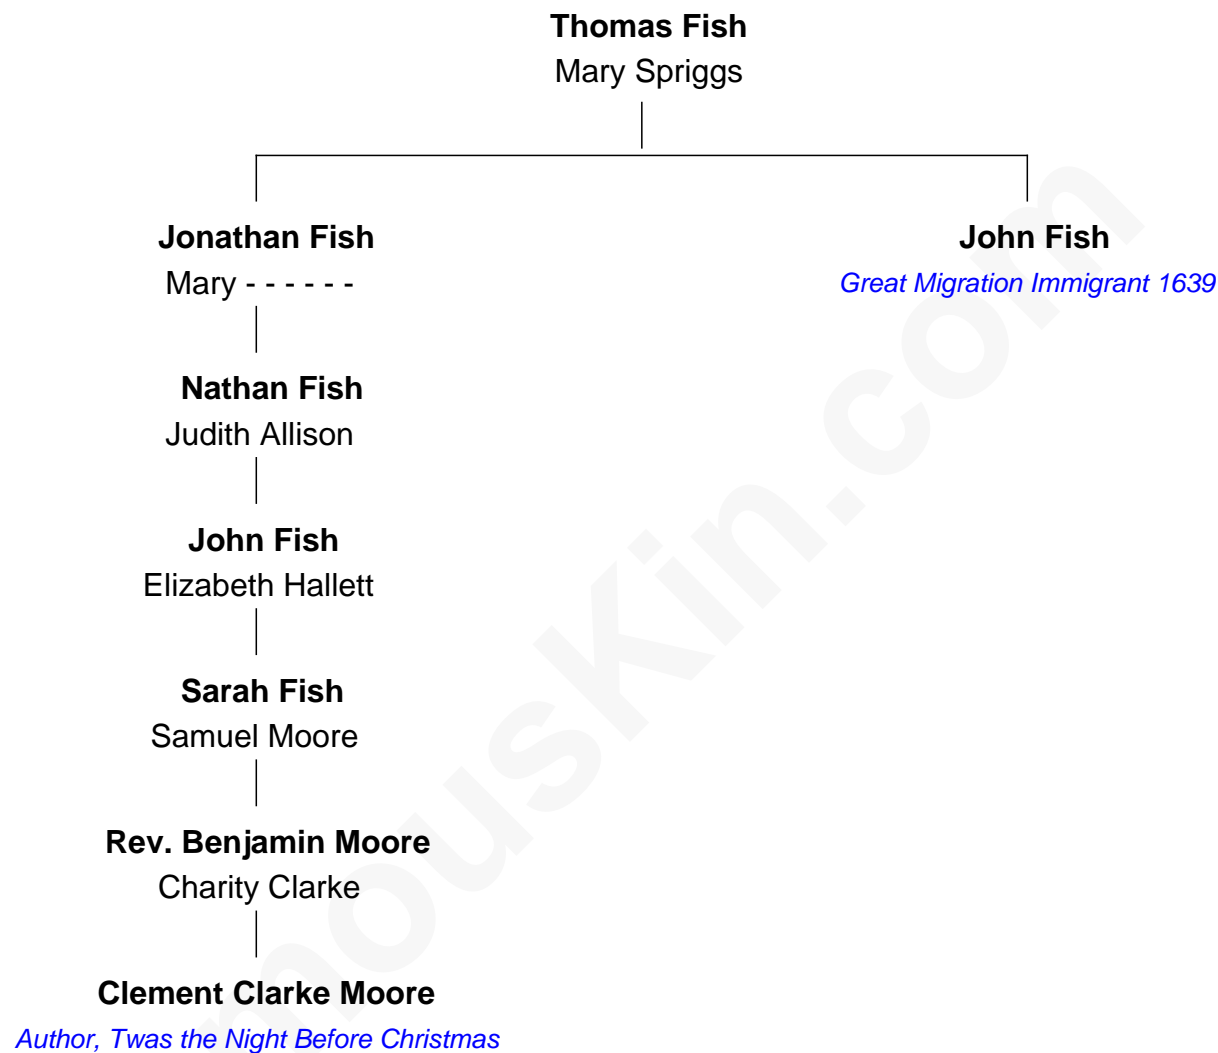 Thomas Fish
Mary Spriggs
Jonathan Fish
Mary - - - - - -
John Fish
Great Migration Immigrant 1639
Nathan Fish
Judith Allison
John Fish
Elizabeth Hallett
Sarah Fish
Samuel Moore
Rev. Benjamin Moore
Charity Clarke
Clement Clarke Moore
Author, Twas the Night Before Christmas
mousKin.com